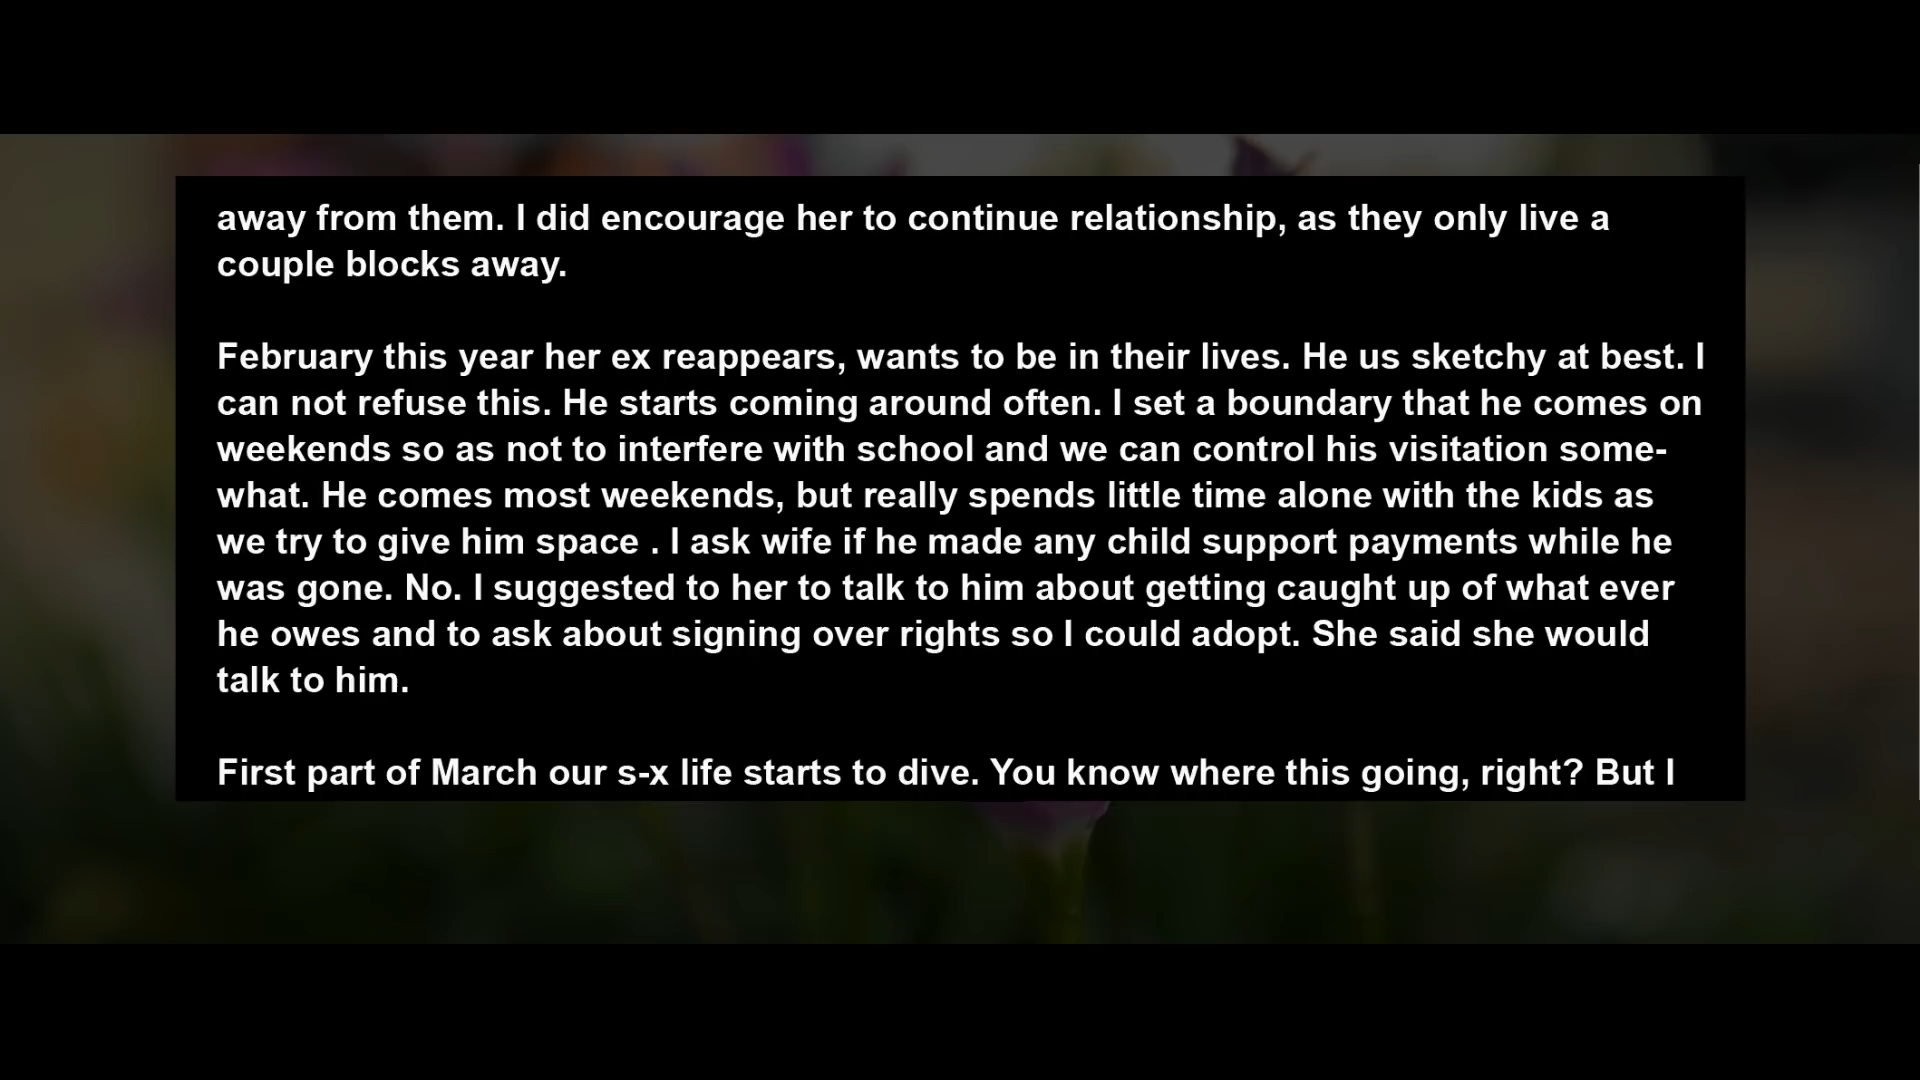 away from them. I did encourage her to continue relationship, as they only live a
couple blocks away.
February this year her ex reappears, wants to be in their lives. He us sketchy at best. I
can not refuse this. He starts coming around often. I set a boundary that he comes on
weekends so as not to interfere with school and we can control his visitation some-
what. He comes most weekends, but really spends little time alone with the kids as
we try to give him space . I ask wife if he made any child support payments while he
was gone. No. I suggested to her to talk to him about getting caught up of what ever
he owes and to ask about signing over rights so I could adopt. She said she would
talk to him.
First part of March our s-x life starts to dive. You know where this going, right? But I